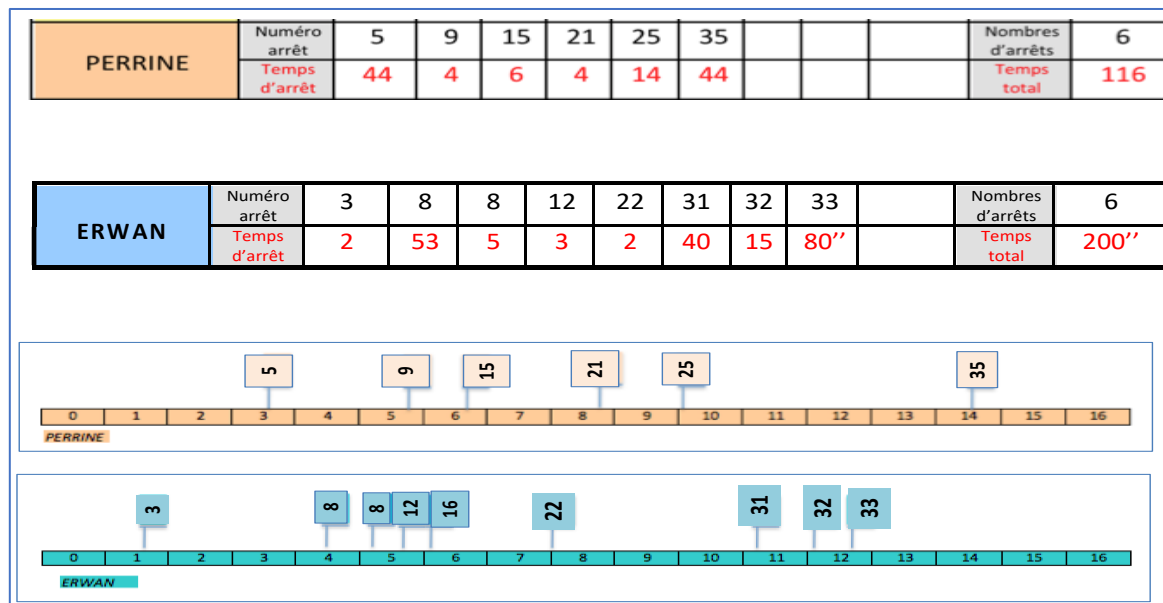 PERRINE
Numéro arrêt 5 9 15 21 25 35 Nombres d'arrêts 6
Temps d'arrêt 44 4 6 4 14 44 Temps total 116
ERWAN
Numéro arrêt 3 8 8 12 22 31 32 33 Nombres d'arrêts 6
Temps d'arrêt 2 53 5 3 2 40 15 80’’ Temps total 200’’
5 9 15 21 25 35
0 1 2 3 4 5 6 7 8 9 10 11 12 13 14 15 16
PERRINE
3 8 8 12 16 22 31 32 33
0 1 2 3 4 5 6 7 8 9 10 11 12 13 14 15 16
ERWAN